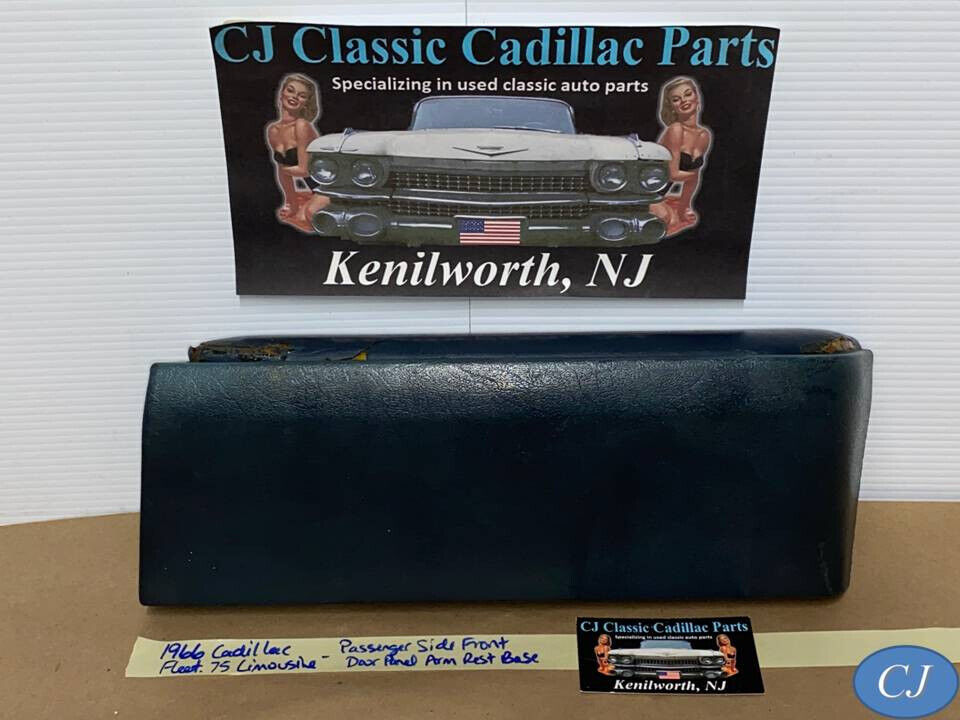 CJ Classic Cadillac Parts
Specializing in used classic auto parts
Kenilworth, NJ
1966 Cadillac
Fleet. 75 Limousine -
Passenger Side Front
Door Panel Arm Rest Base
CJ Classic Cadillac Parts
Specializing in used classic auto parts
Kenilworth, NJ
CJ